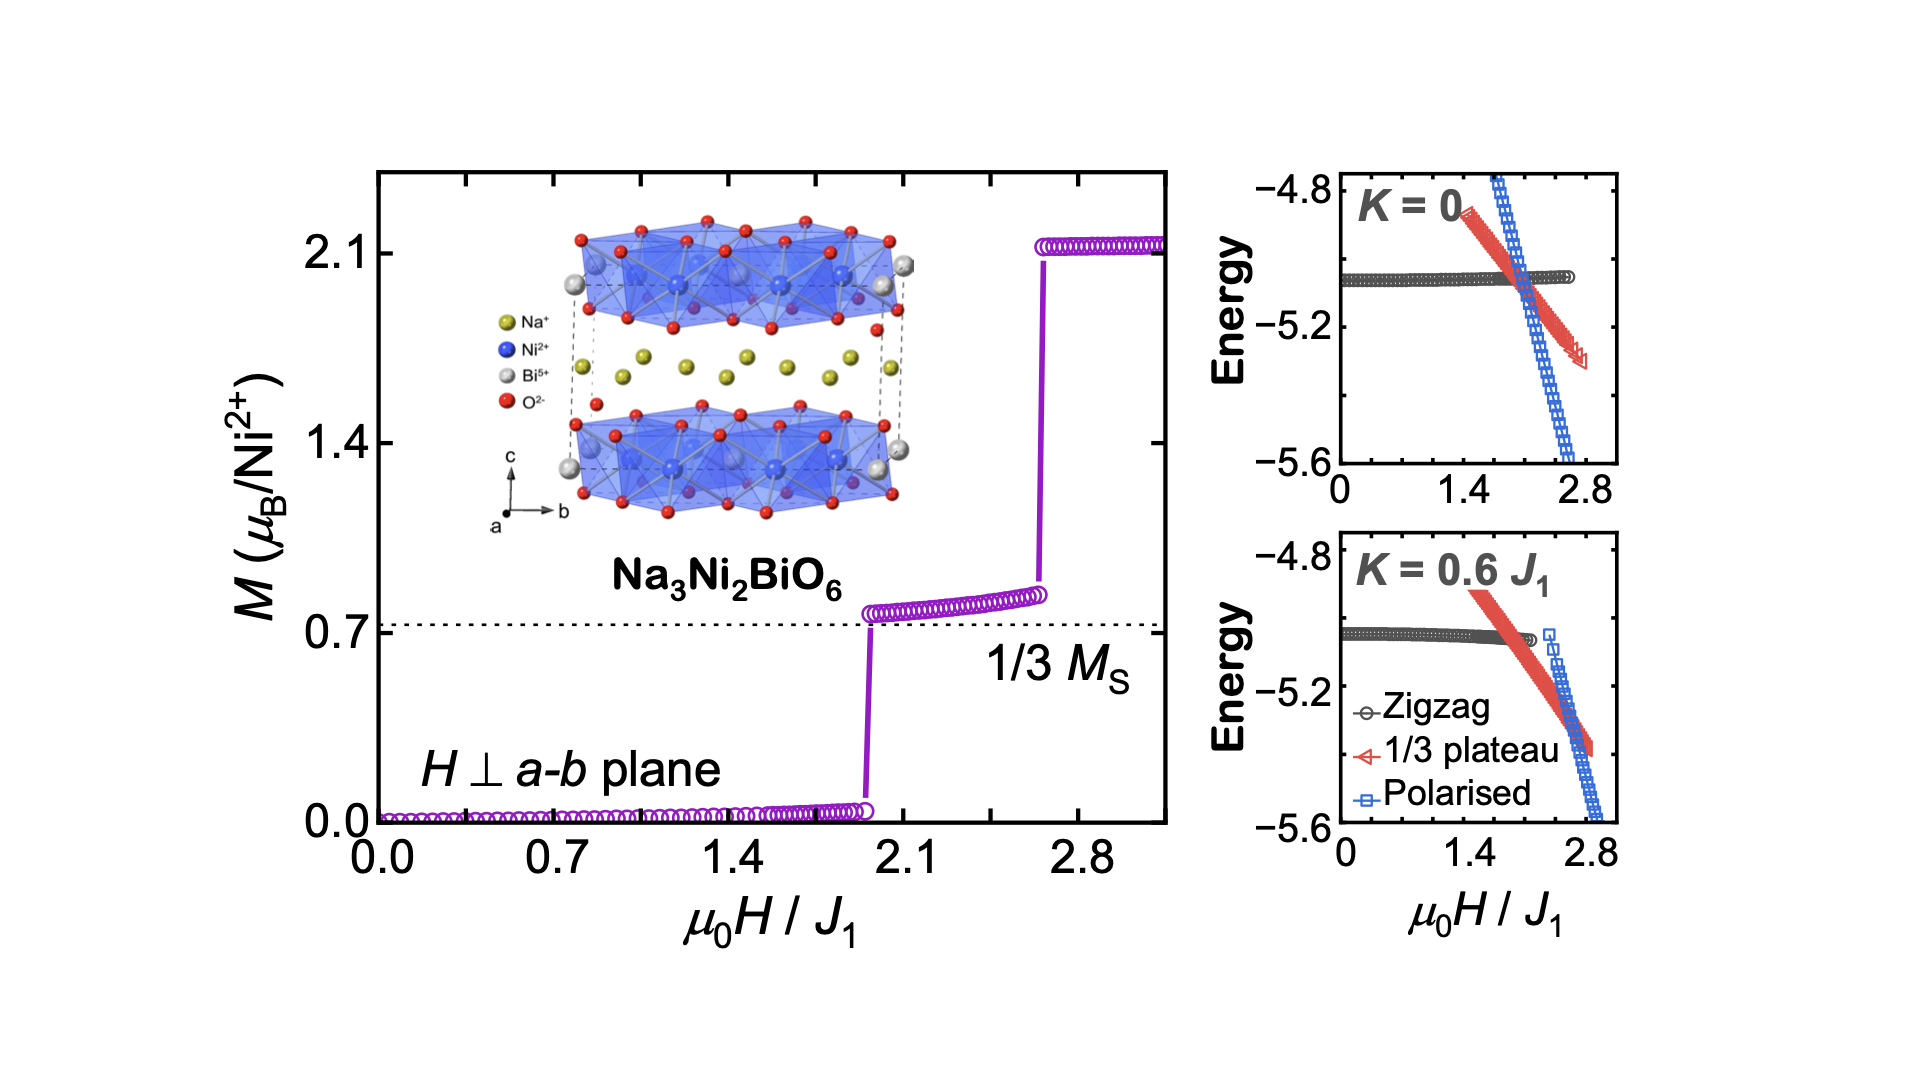 M (μB/Ni²⁺)
2.1
1.4
0.7
0.0
0.0 0.7 1.4 2.1 2.8
μ₀H / J₁
Na⁺
Ni²⁺
Bi⁵⁺
O²⁻
c
a
b
Na₃Ni₂BiO₆
1/3 MS
H ⊥ a-b plane
Energy
−4.8
−5.2
−5.6
K = 0
0 1.4 2.8
Energy
−4.8
−5.2
−5.6
K = 0.6 J₁
Zigzag
1/3 plateau
Polarised
0 1.4 2.8
μ₀H / J₁